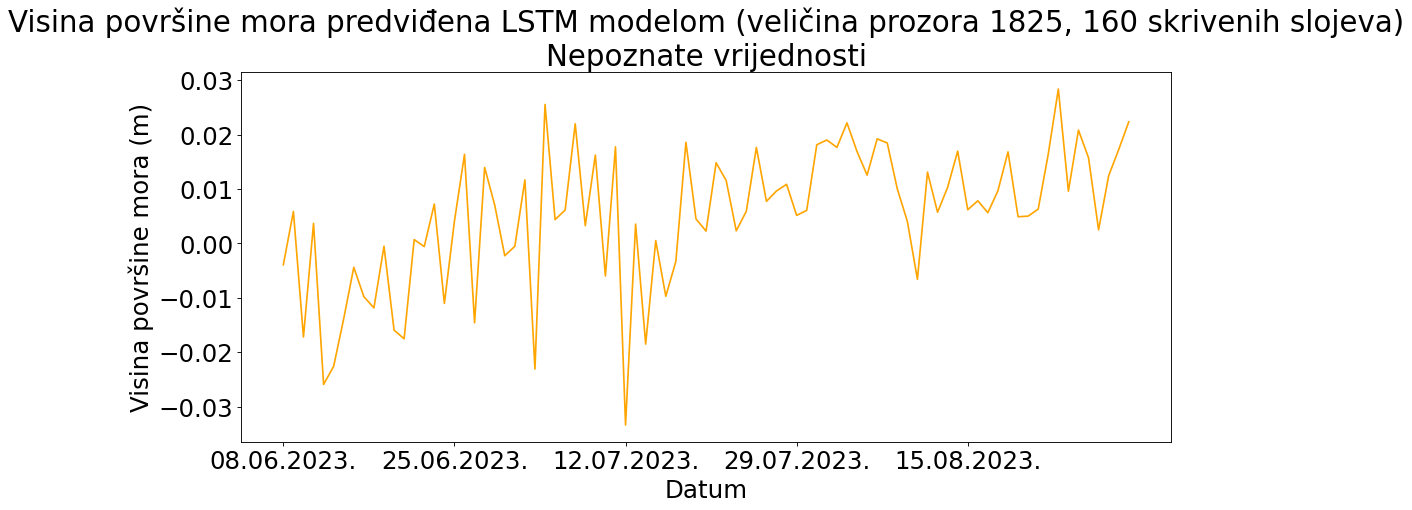 Visina površine mora predviđena LSTM modelom (veličina prozora 1825, 160 skrivenih slojeva)
Nepoznate vrijednosti
Visina površine mora (m)
0.03
0.02
0.01
0.00
−0.01
−0.02
−0.03
08.06.2023. 25.06.2023. 12.07.2023. 29.07.2023. 15.08.2023.
Datum